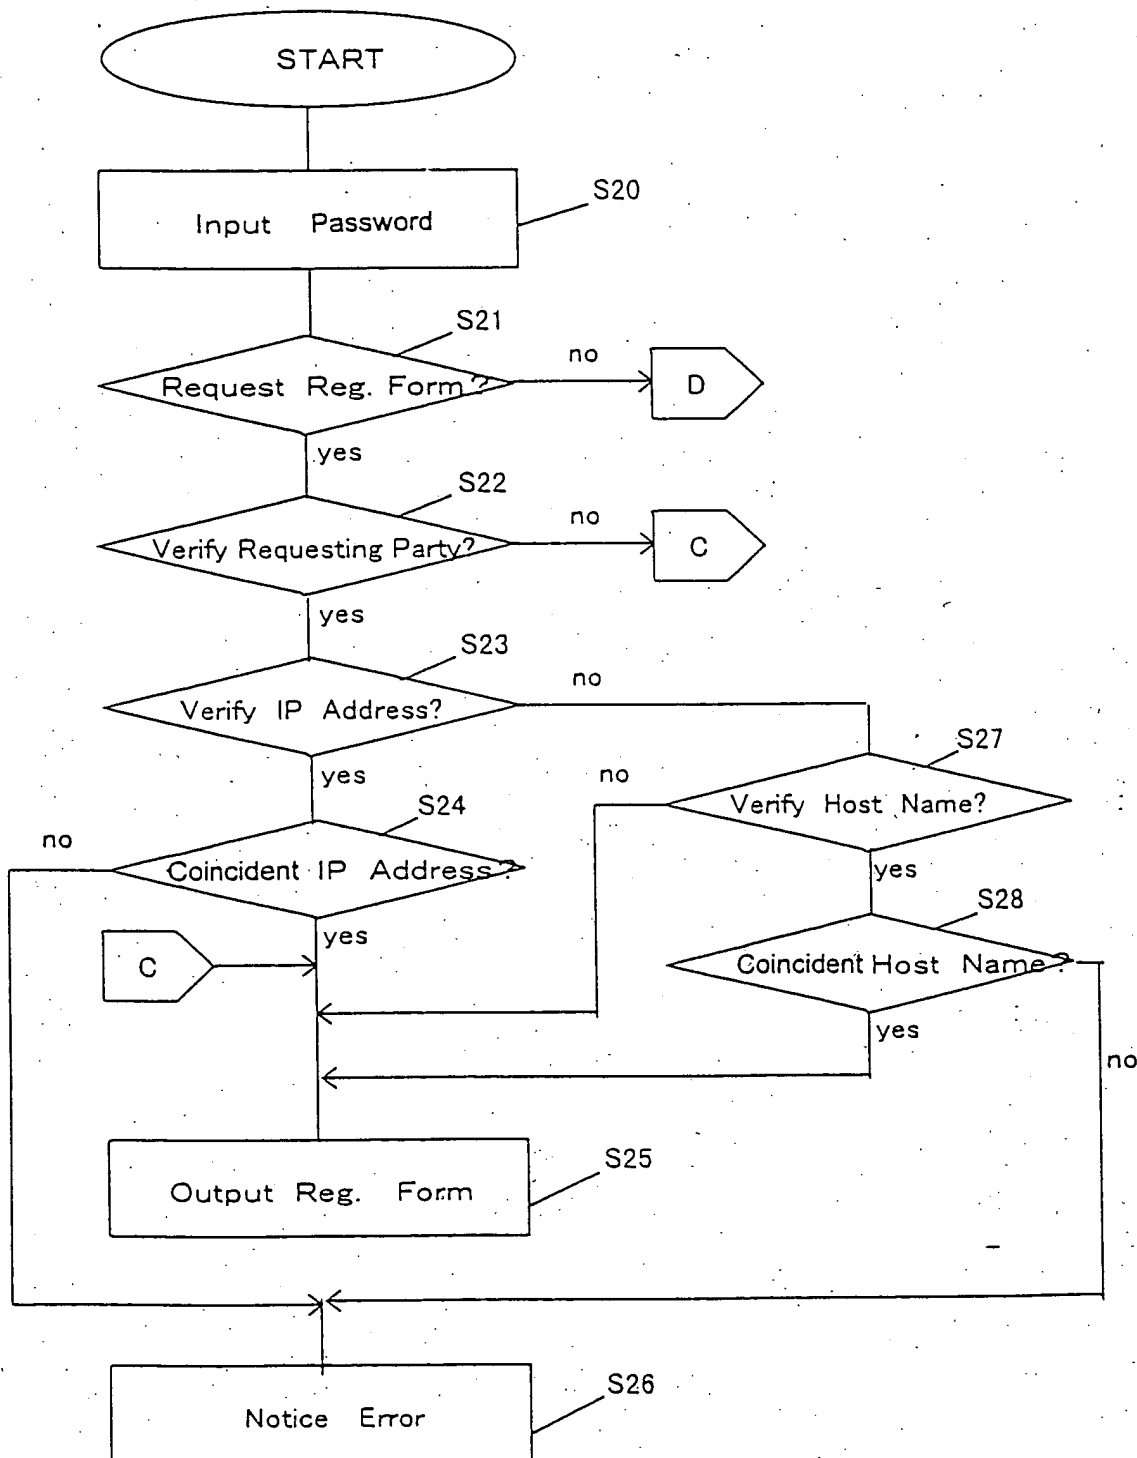 START
S20
Input Password
S21
no
Request Reg. Form?
D
yes
S22
no
Verify Requesting Party?
C
yes
S23
no
Verify IP Address?
S27
yes
no
Verify Host Name?
S24
no
Coincident IP Address?
yes
S28
yes
C
Coincident Host Name?
yes
no
S25
Output Reg. Form
S26
Notice Error